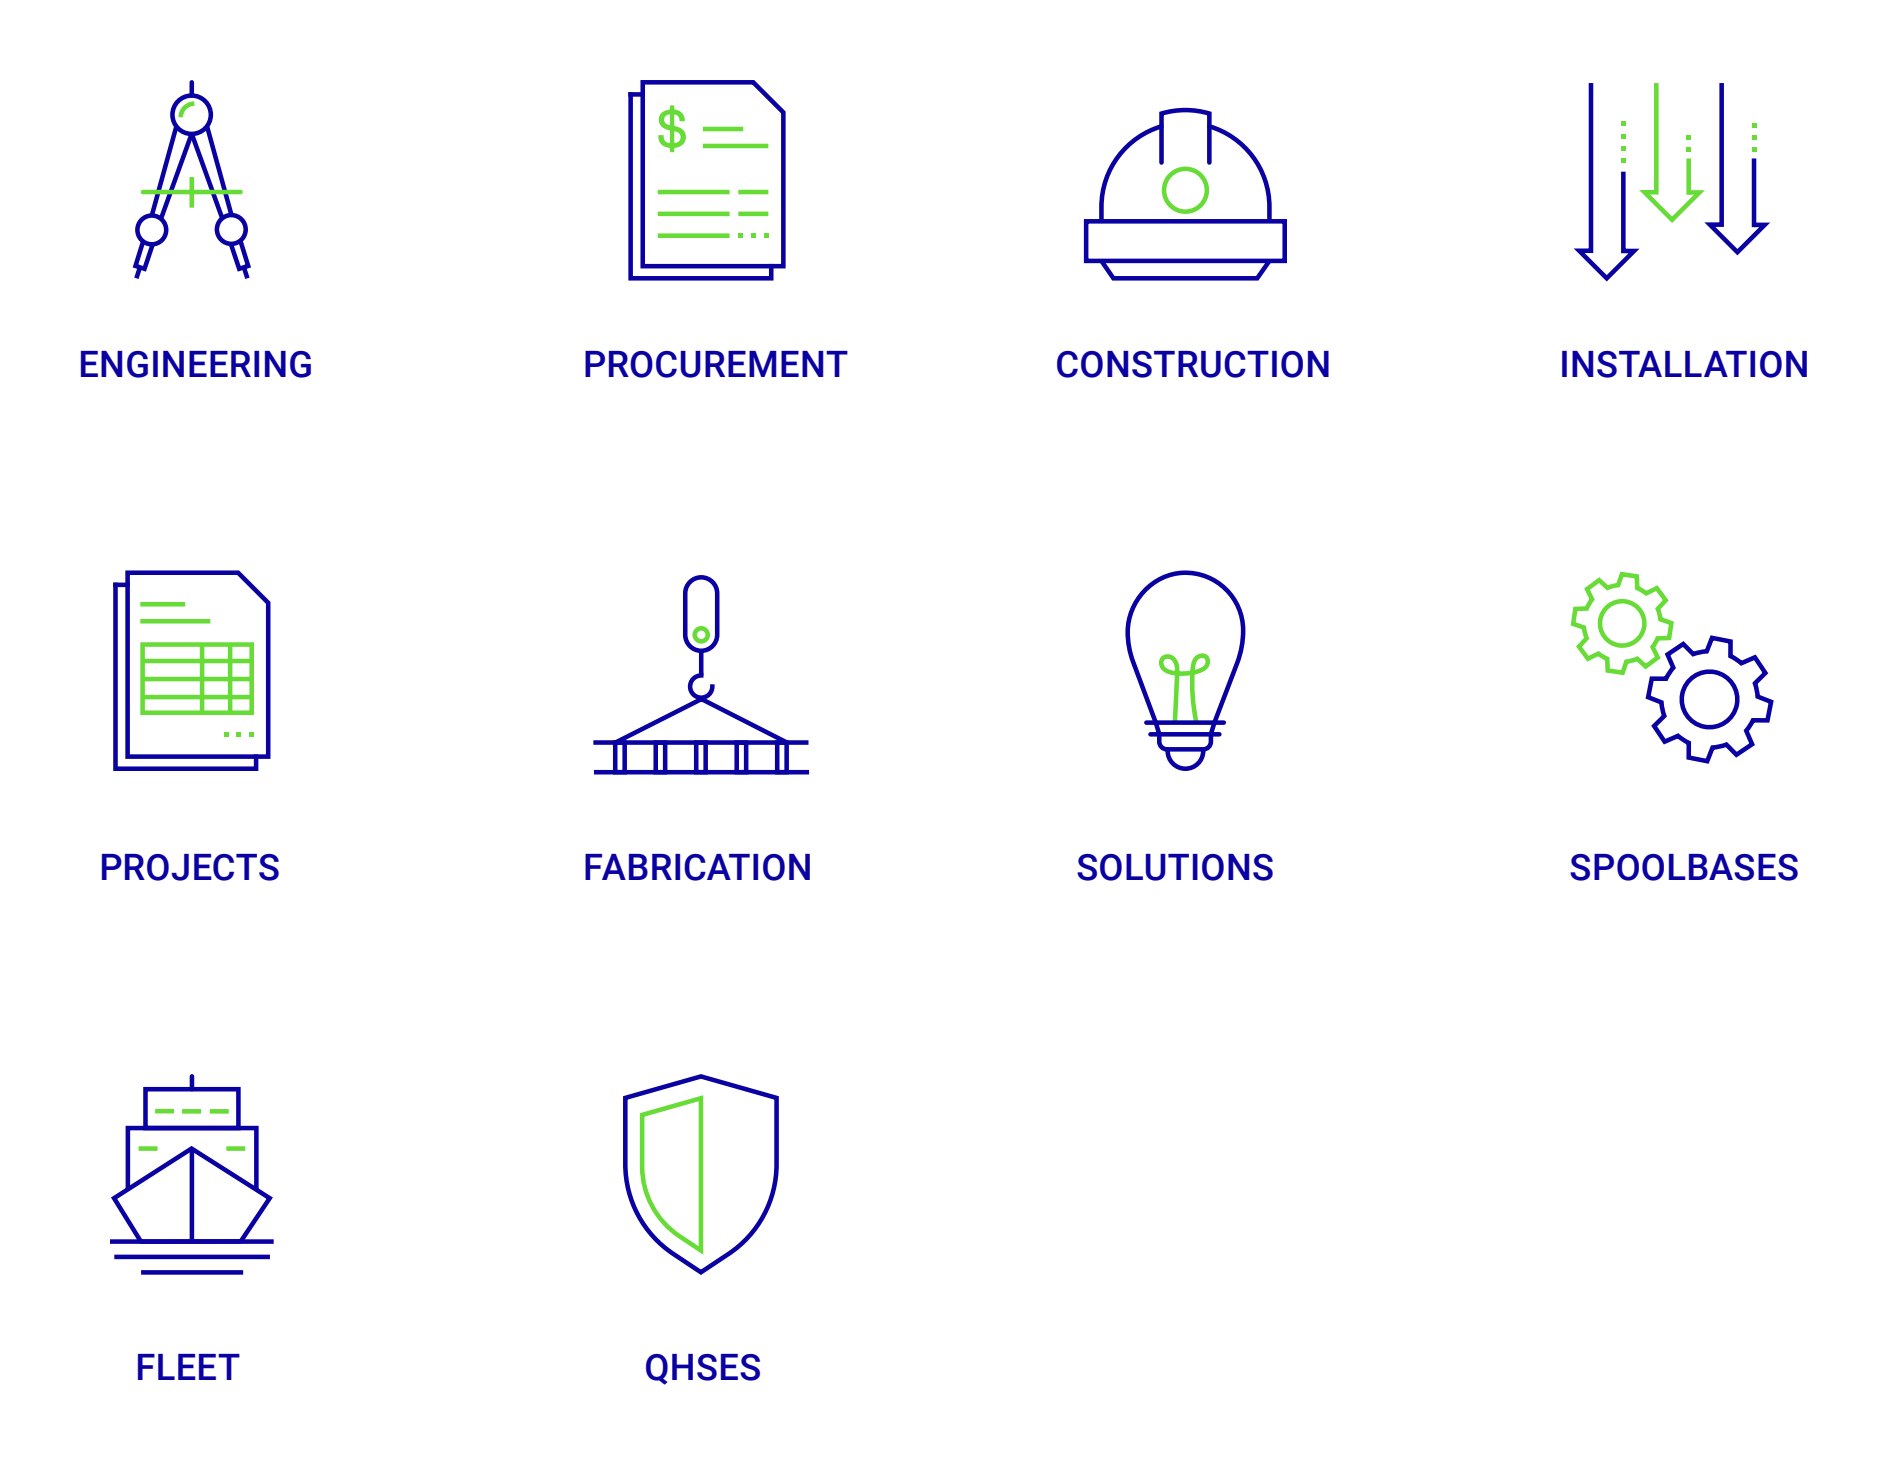 $
ENGINEERING
PROCUREMENT
CONSTRUCTION
INSTALLATION
PROJECTS
FABRICATION
SOLUTIONS
SPOOLBASES
FLEET
QHSES